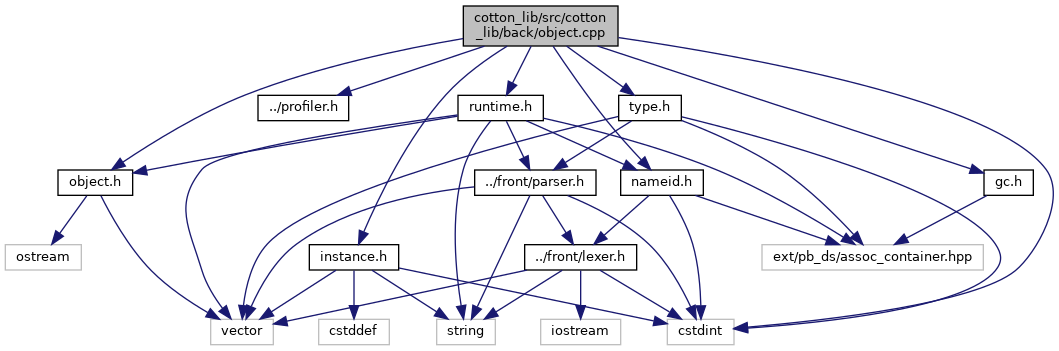 cotton_lib/src/cotton
_lib/back/object.cpp
../profiler.h
runtime.h
type.h
object.h
../front/parser.h
nameid.h
gc.h
ostream
instance.h
../front/lexer.h
ext/pb_ds/assoc_container.hpp
vector
cstddef
string
iostream
cstdint